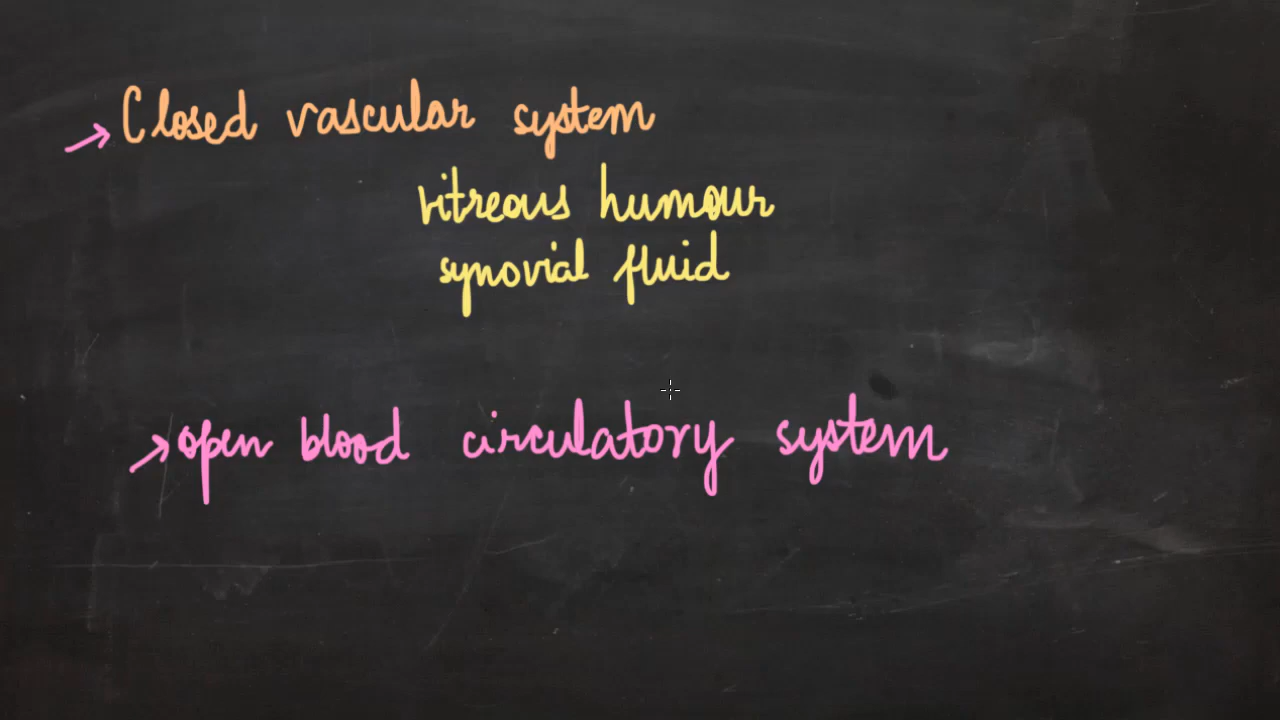 → Closed vascular system
vitreous humour
synovial fluid
→ open blood circulatory system